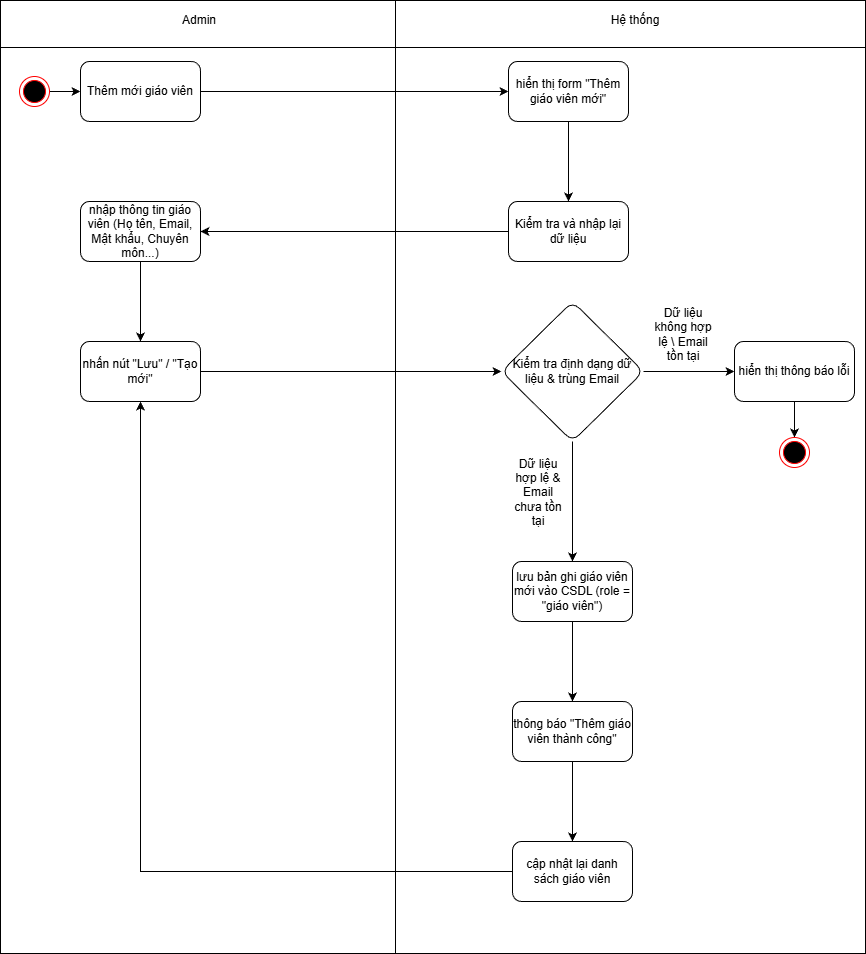 Admin
Hệ thống
Thêm mới giáo viên
hiển thị form "Thêm
giáo viên mới"
nhập thông tin giáo
viên (Họ tên, Email,
Mật khẩu, Chuyên
môn...)
Kiểm tra và nhập lại
dữ liệu
nhấn nút "Lưu" / "Tạo
mới"
Kiểm tra định dạng dữ
liệu & trùng Email
Dữ liệu
không hợp
lệ \ Email
tồn tại
hiển thị thông báo lỗi
Dữ liệu
hợp lệ &
Email
chưa tồn
tại
lưu bản ghi giáo viên
mới vào CSDL (role =
"giáo viên")
thông báo "Thêm giáo
viên thành công"
cập nhật lại danh
sách giáo viên